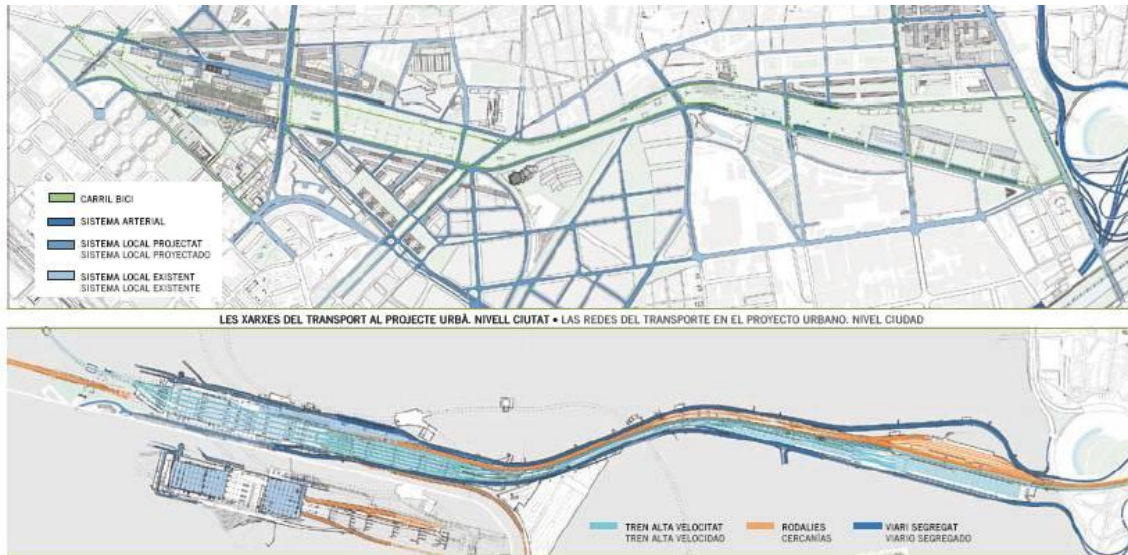 CARRIL BICI
SISTEMA ARTERIAL
SISTEMA LOCAL PROJECTAT
SISTEMA LOCAL PROYECTADO
SISTEMA LOCAL EXISTENT
SISTEMA LOCAL EXISTENTE
LES XARXES DEL TRANSPORT AL PROJECTE URBÀ. NIVELL CIUTAT • LAS REDES DEL TRANSPORTE EN EL PROYECTO URBANO. NIVEL CIUDAD
TREN ALTA VELOCITAT
TREN ALTA VELOCIDAD
RODALIES
CERCANÍAS
VIARI SEGREGAT
VIARIO SEGREGADO